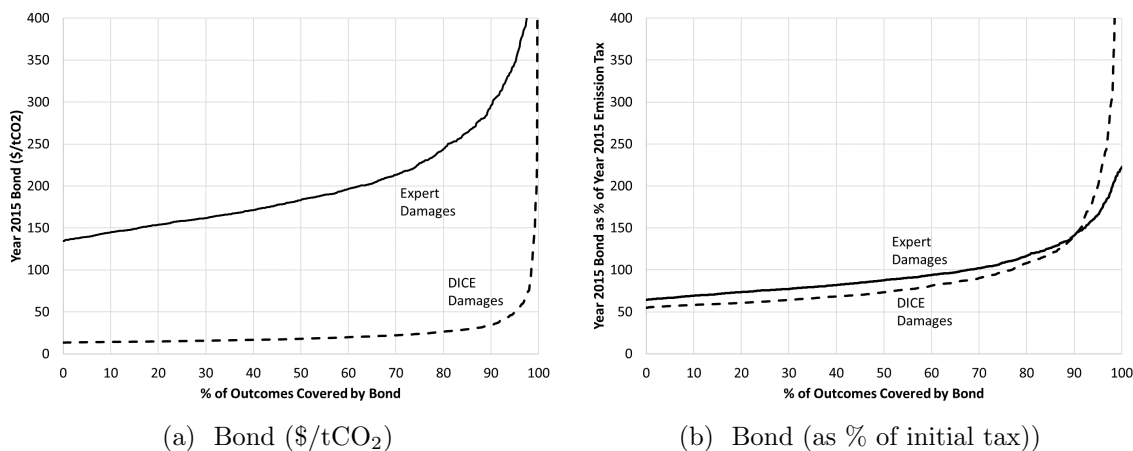 400
350
300
250
200
150
100
50
0
Year 2015 Bond ($/tCO2)
Expert
Damages
DICE
Damages
0 10 20 30 40 50 60 70 80 90 100
% of Outcomes Covered by Bond
(a) Bond ($/tCO₂)
400
350
300
250
200
150
100
50
0
Year 2015 Bond as % of Year 2015 Emission Tax
Expert
Damages
DICE
Damages
0 10 20 30 40 50 60 70 80 90 100
% of Outcomes Covered by Bond
(b) Bond (as % of initial tax))